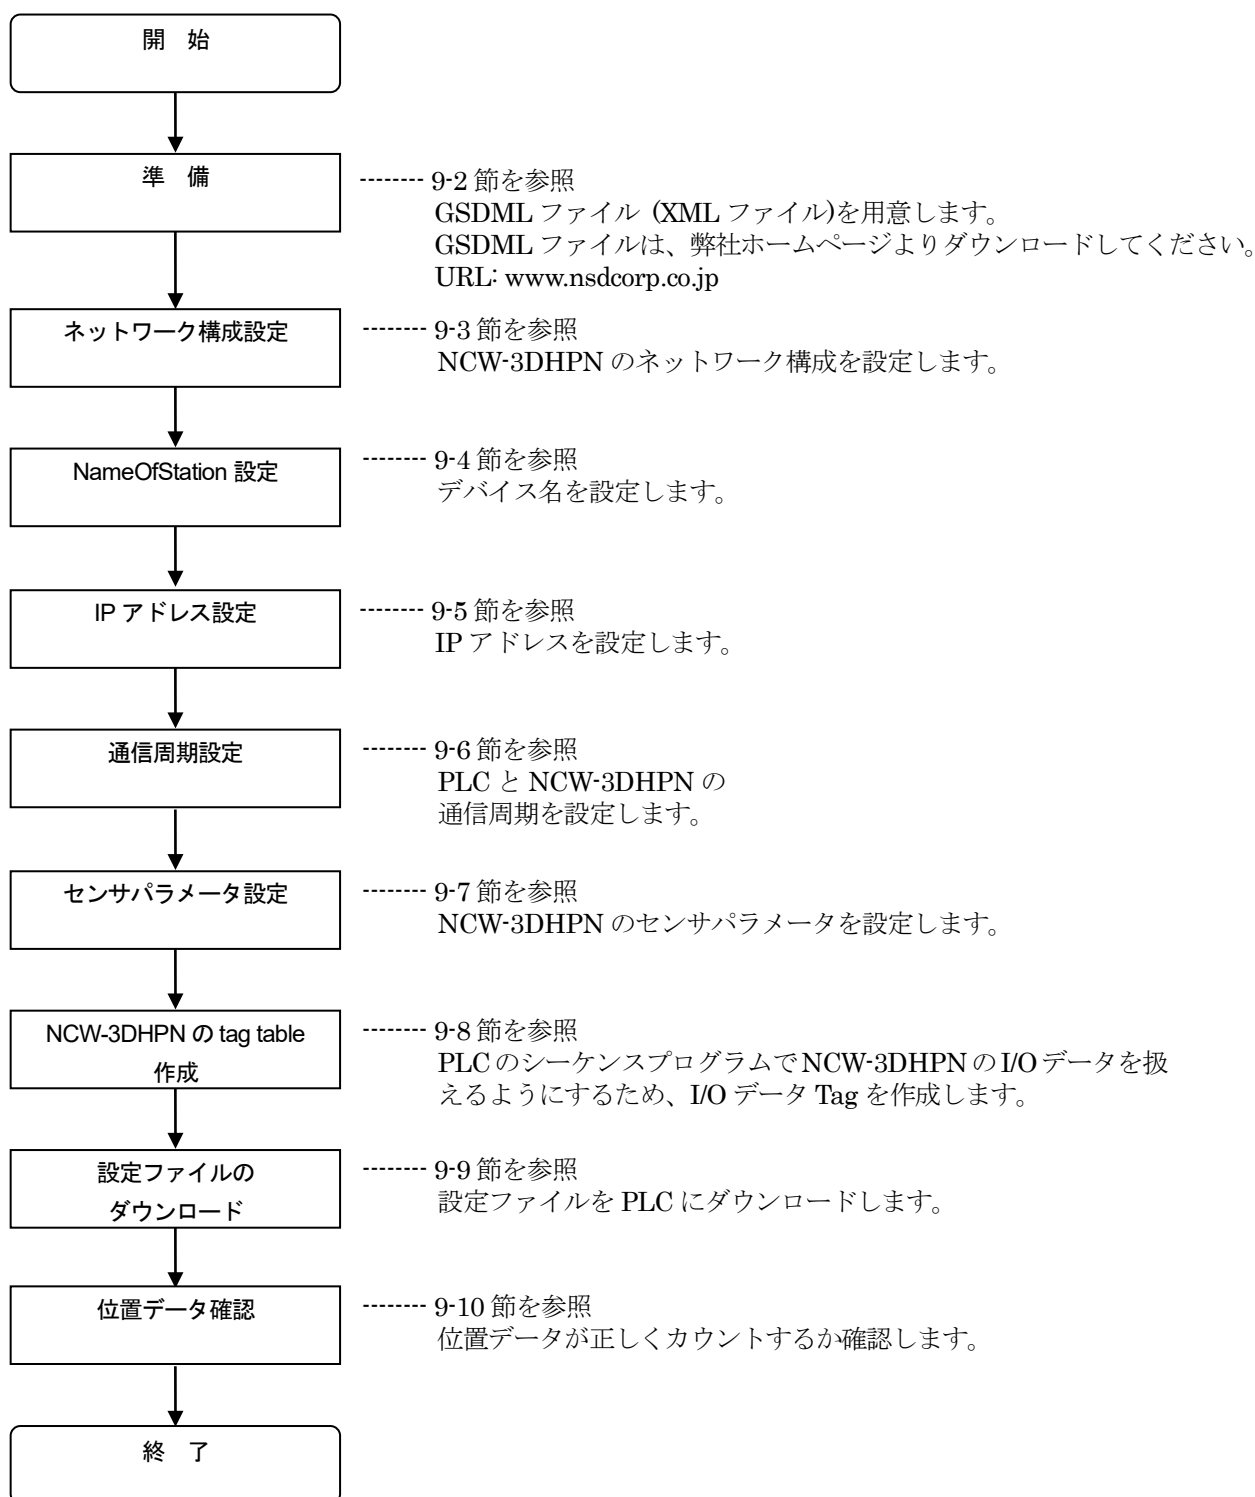 開　始
準　備
-------- 9-2 節を参照
GSDML ファイル (XML ファイル)を用意します。
GSDML ファイルは、弊社ホームページよりダウンロードしてください。
URL: www.nsdcorp.co.jp
ネットワーク構成設定
-------- 9-3 節を参照
NCW-3DHPN のネットワーク構成を設定します。
NameOfStation 設定
-------- 9-4 節を参照
デバイス名を設定します。
IP アドレス設定
-------- 9-5 節を参照
IP アドレスを設定します。
通信周期設定
-------- 9-6 節を参照
PLC と NCW-3DHPN の
通信周期を設定します。
センサパラメータ設定
-------- 9-7 節を参照
NCW-3DHPN のセンサパラメータを設定します。
NCW-3DHPN の tag table
作成
-------- 9-8 節を参照
PLC のシーケンスプログラムで NCW-3DHPN の I/O データを扱
えるようにするため、I/O データ Tag を作成します。
設定ファイルの
ダウンロード
-------- 9-9 節を参照
設定ファイルを PLC にダウンロードします。
位置データ確認
-------- 9-10 節を参照
位置データが正しくカウントするか確認します。
終　了